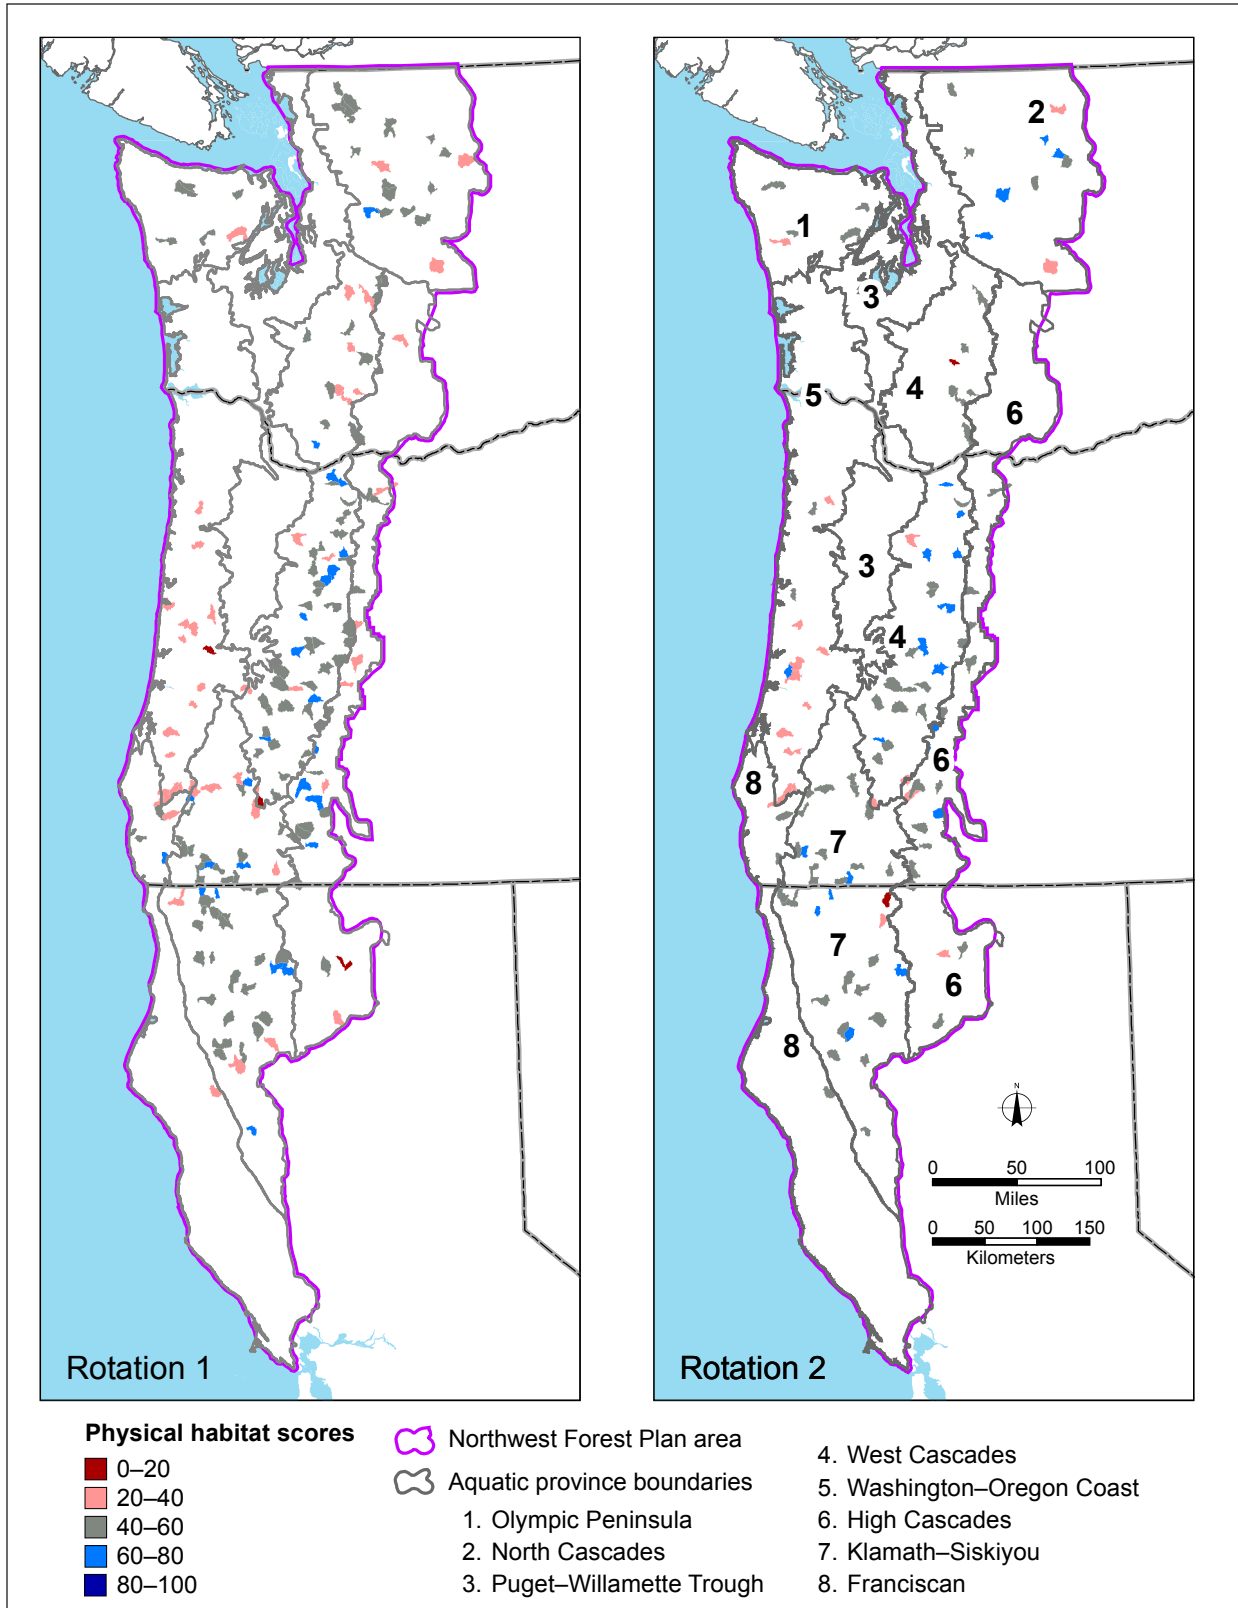 2
1
3
4
5
6
3
4
6
8
7
7
6
8
N
0 50 100
Miles
0 50 100 150
Kilometers
Rotation 1
Rotation 2
Physical habitat scores
0–20
20–40
40–60
60–80
80–100
Northwest Forest Plan area
Aquatic province boundaries
1. Olympic Peninsula
2. North Cascades
3. Puget–Willamette Trough
4. West Cascades
5. Washington–Oregon Coast
6. High Cascades
7. Klamath–Siskiyou
8. Franciscan